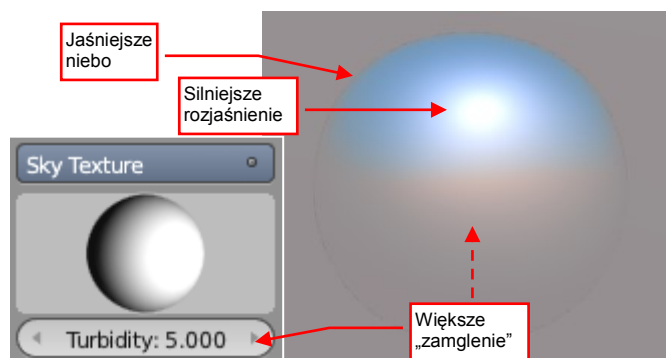 Jaśniejsze
niebo
Silniejsze
rozjaśnienie
Sky Texture
Turbidity: 5.000
Większe
„zamglenie”